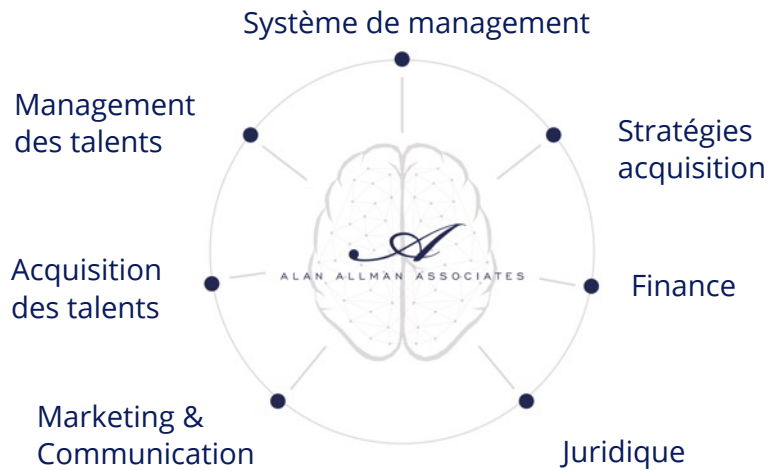 Système de management
Management
des talents
Stratégies
acquisition
A
ALAN ALLMAN ASSOCIATES
Acquisition
des talents
Finance
Marketing &
Communication
Juridique